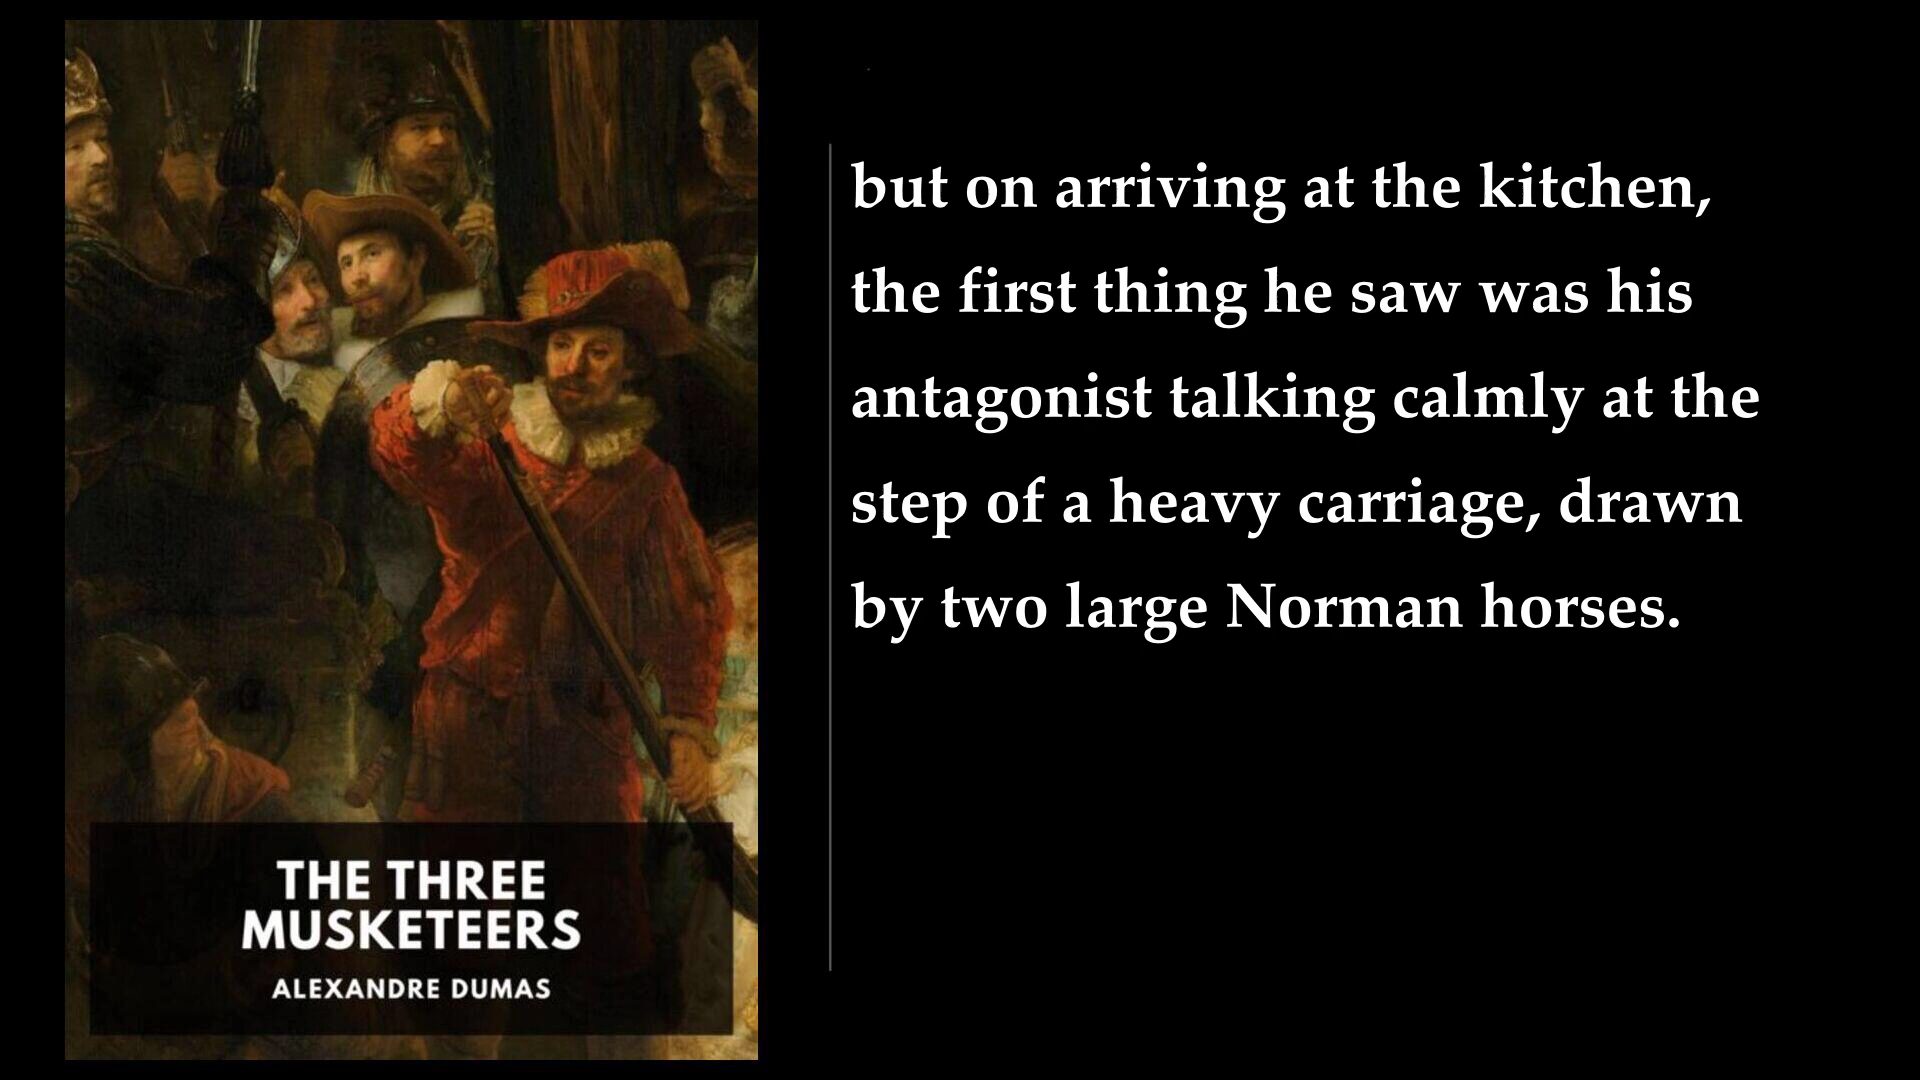 but on arriving at the kitchen,
the first thing he saw was his
antagonist talking calmly at the
step of a heavy carriage, drawn
by two large Norman horses.
THE THREE
MUSKETEERS
ALEXANDRE DUMAS